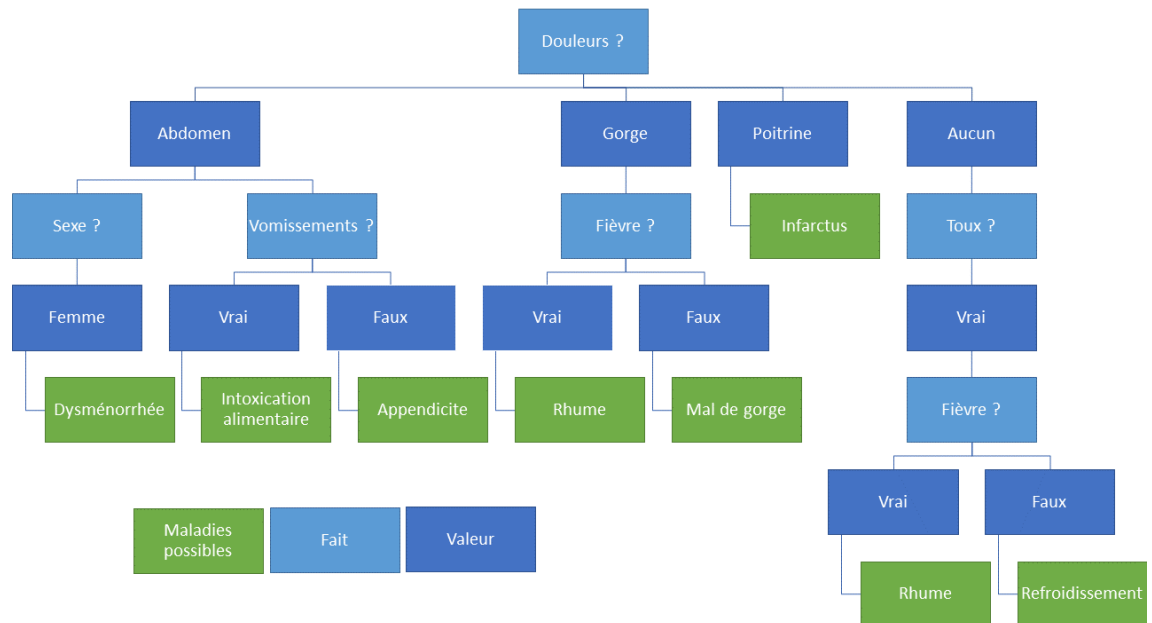 Douleurs ?
Abdomen
Gorge
Poitrine
Aucun
Sexe ?
Vomissements ?
Fièvre ?
Infarctus
Toux ?
Femme
Vrai
Faux
Vrai
Faux
Vrai
Dysménorrhée
Intoxication
alimentaire
Appendicite
Rhume
Mal de gorge
Fièvre ?
Vrai
Faux
Maladies
possibles
Fait
Valeur
Rhume
Refroidissement